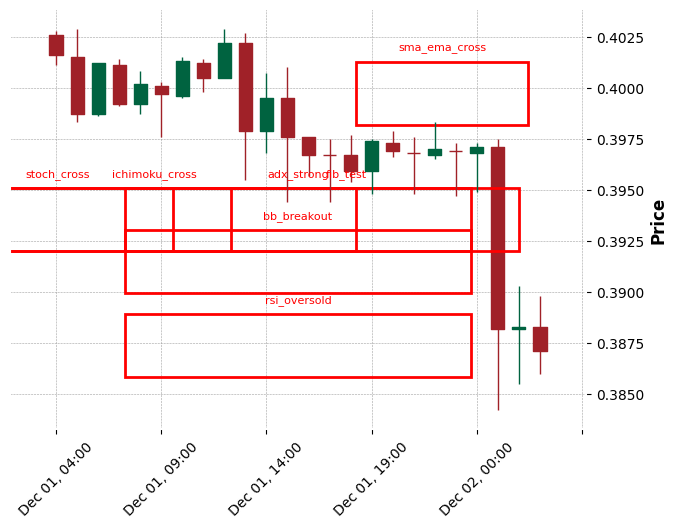 sma_ema_cross
stoch_cross
ichimoku_cross
adx_strong
fib_test
bb_breakout
rsi_oversold
0.4025
0.4000
0.3975
0.3950
0.3925
0.3900
0.3875
0.3850
Price
Dec 01, 04:00
Dec 01, 09:00
Dec 01, 14:00
Dec 01, 19:00
Dec 02, 00:00